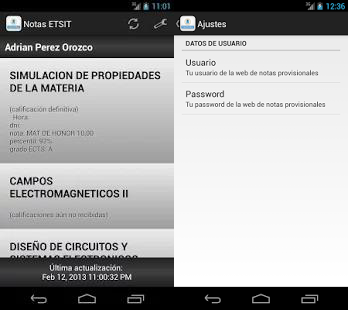 11:01
Notas ETSIT
Adrian Perez Orozco
SIMULACION DE PROPIEDADES
DE LA MATERIA
(calificación definitiva)
Hora:
dni:
nota: MAT DE HONOR 10,00
percentil: 92%
grado ECTS: A
CAMPOS
ELECTROMAGNETICOS II
(calificaciones aún no recibidas)
DISEÑO DE CIRCUITOS Y
SISTEMAS ELECTRONICOS
Última actualización:
Feb 12, 2013 11:00:32 PM
12:36
Ajustes
DATOS DE USUARIO
Usuario
Tu usuario de la web de notas provisionales
Password
Tu password de la web de notas provisionales